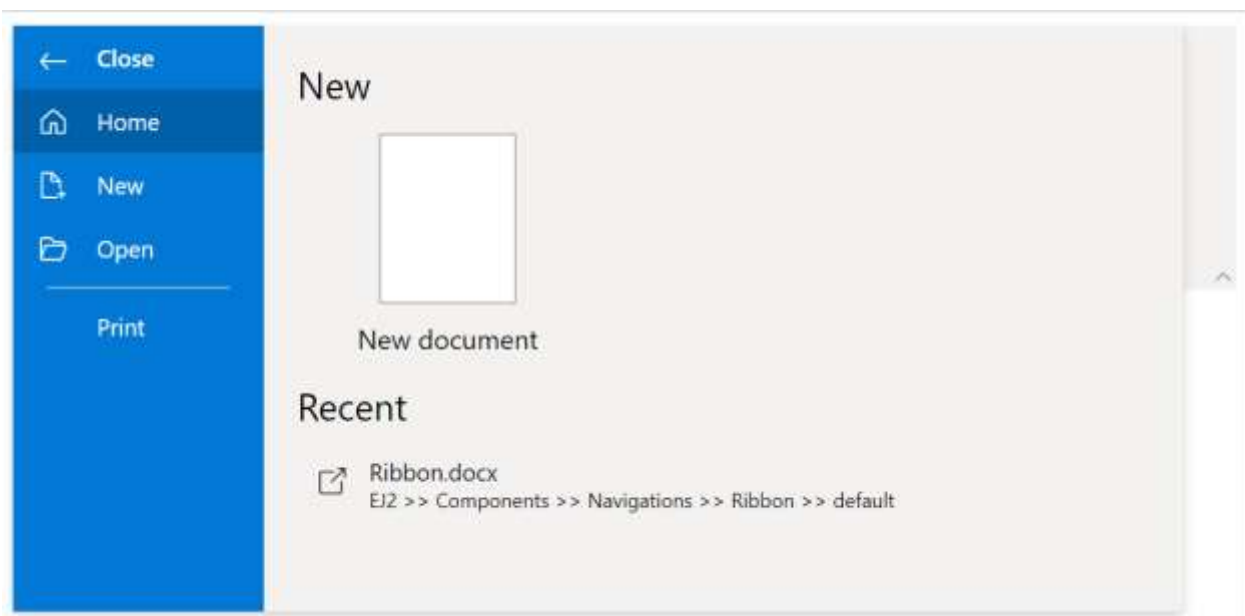 Close
Home
New
Open
Print
New
New document
Recent
Ribbon.docx
EJ2 >> Components >> Navigations >> Ribbon >> default